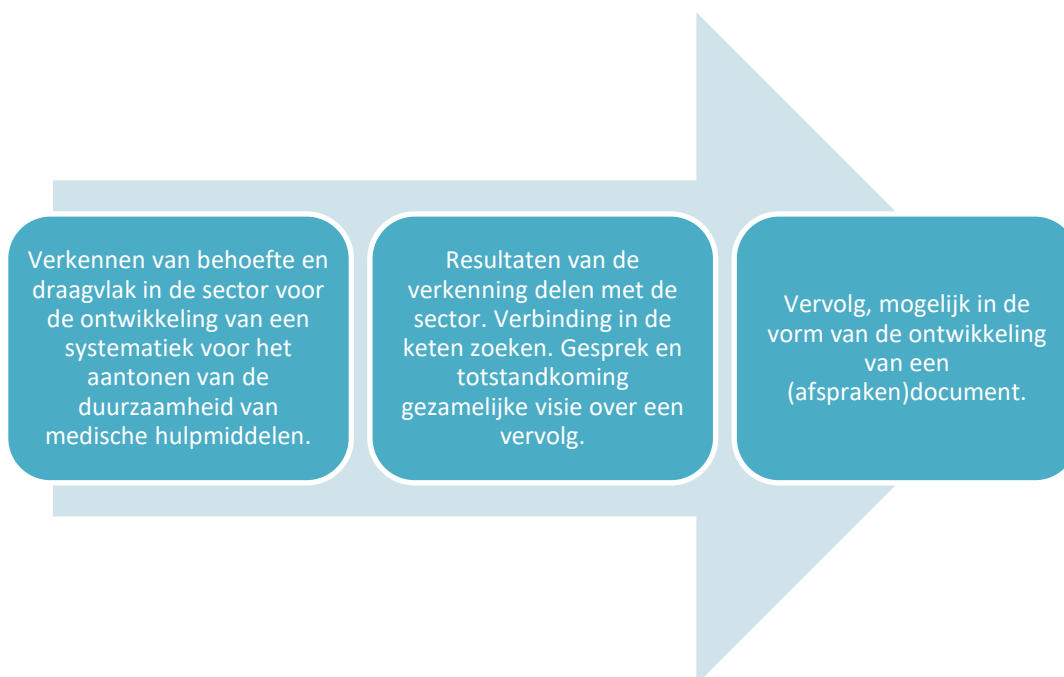 Verkennen van behoefte en
draagvlak in de sector voor
de ontwikkeling van een
systematiek voor het
aantonen van de
duurzaamheid van
medische hulpmiddelen.
Resultaten van de
verkenning delen met de
sector. Verbinding in de
keten zoeken. Gesprek en
totstandkoming
gezamelijke visie over een
vervolg.
Vervolg, mogelijk in de
vorm van de ontwikkeling
van een
(afspraken)document.